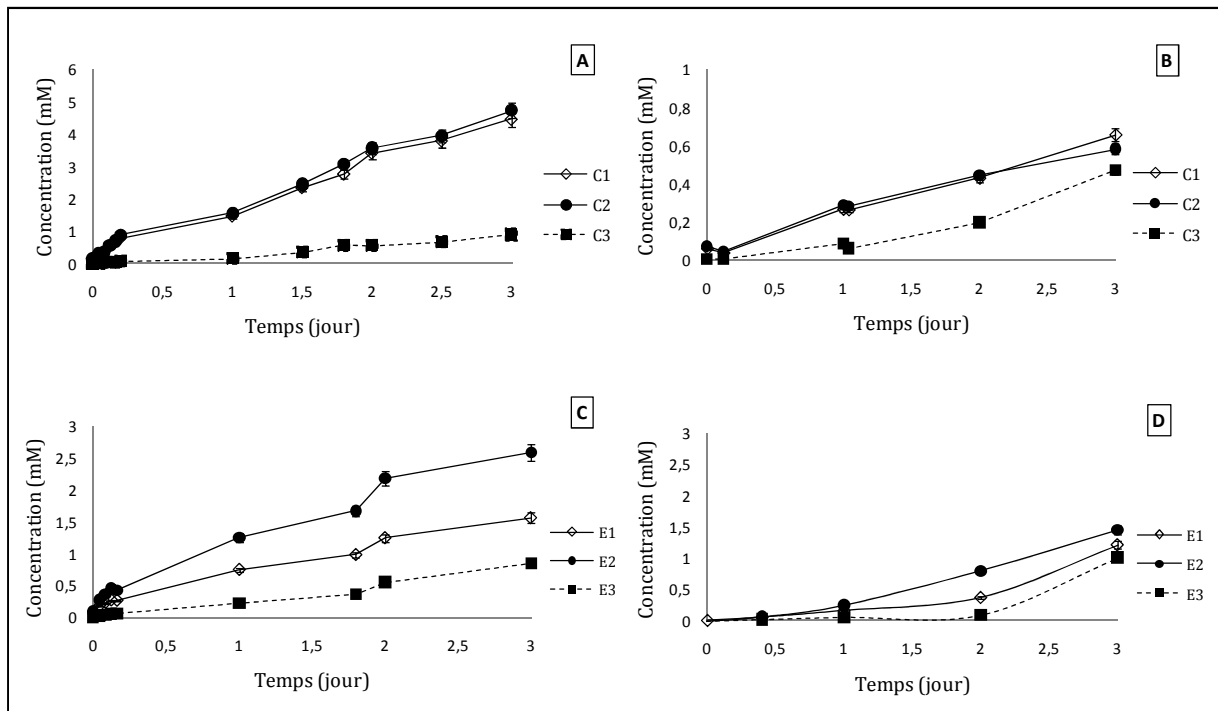 A
Concentration (mM)
6
5
4
3
2
1
0
0 0,5 1 1,5 2 2,5 3
Temps (jour)
C1
C2
C3
B
Concentration (mM)
1
0,8
0,6
0,4
0,2
0
0 0,5 1 1,5 2 2,5 3
Temps (jour)
C1
C2
C3
C
Concentration (mM)
3
2,5
2
1,5
1
0,5
0
0 0,5 1 1,5 2 2,5 3
Temps (jour)
E1
E2
E3
D
Concentration (mM)
3
2,5
2
1,5
1
0,5
0
0 0,5 1 1,5 2 2,5 3
Temps (jour)
E1
E2
E3